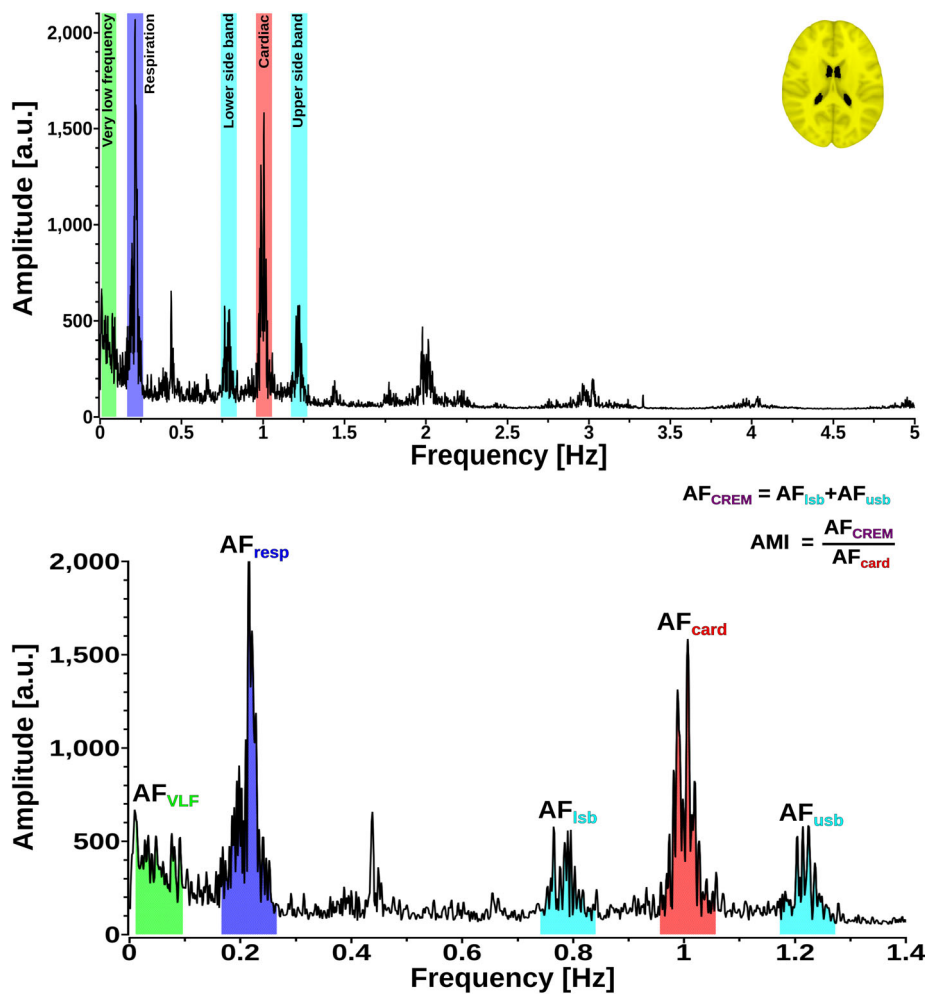 Amplitude [a.u.]
2,000
1,500
1,000
500
0
Very low frequency
Respiration
Lower side band
Cardiac
Upper side band
0 0.5 1 1.5 2 2.5 3 3.5 4 4.5 5
Frequency [Hz]
AFCREM = AFlsb+AFusb
AMI = AFCREM
AFcard
Amplitude [a.u.]
2,000
1,500
1,000
500
0
AFVLF
AFresp
AFlsb
AFcard
AFusb
0 0.2 0.4 0.6 0.8 1 1.2 1.4
Frequency [Hz]